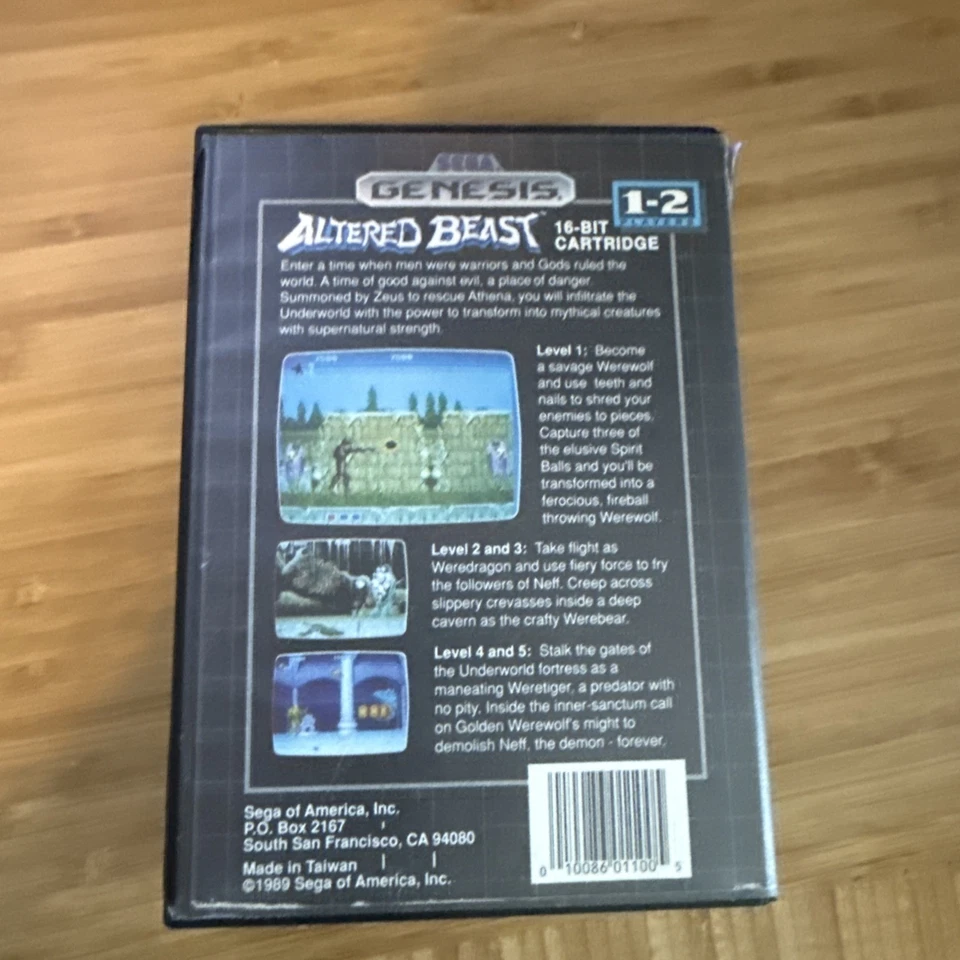 SEGA
GENESIS
1-2
PLAYERS
ALTERED BEAST™ 16-BIT
CARTRIDGE
Enter a time when men were warriors and Gods ruled the
world. A time of good against evil, a place of danger.
Summoned by Zeus to rescue Athena, you will infiltrate the
Underworld with the power to transform into mythical creatures
with supernatural strength.
Level 1: Become
a savage Werewolf
and use teeth and
nails to shred your
enemies to pieces.
Capture three of
the elusive Spirit
Balls and you'll be
transformed into a
ferocious, fireball
throwing Werewolf.
Level 2 and 3: Take flight as
Weredragon and use fiery force to fry
the followers of Neff. Creep across
slippery crevasses inside a deep
cavern as the crafty Werebear.
Level 4 and 5: Stalk the gates of
the Underworld fortress as a
maneating Weretiger, a predator with
no pity. Inside the inner-sanctum call
on Golden Werewolf's might to
demolish Neff, the demon - forever.
Sega of America, Inc.
P.O. Box 2167
South San Francisco, CA 94080
Made in Taiwan
©1989 Sega of America, Inc.
0 10086 01100 5